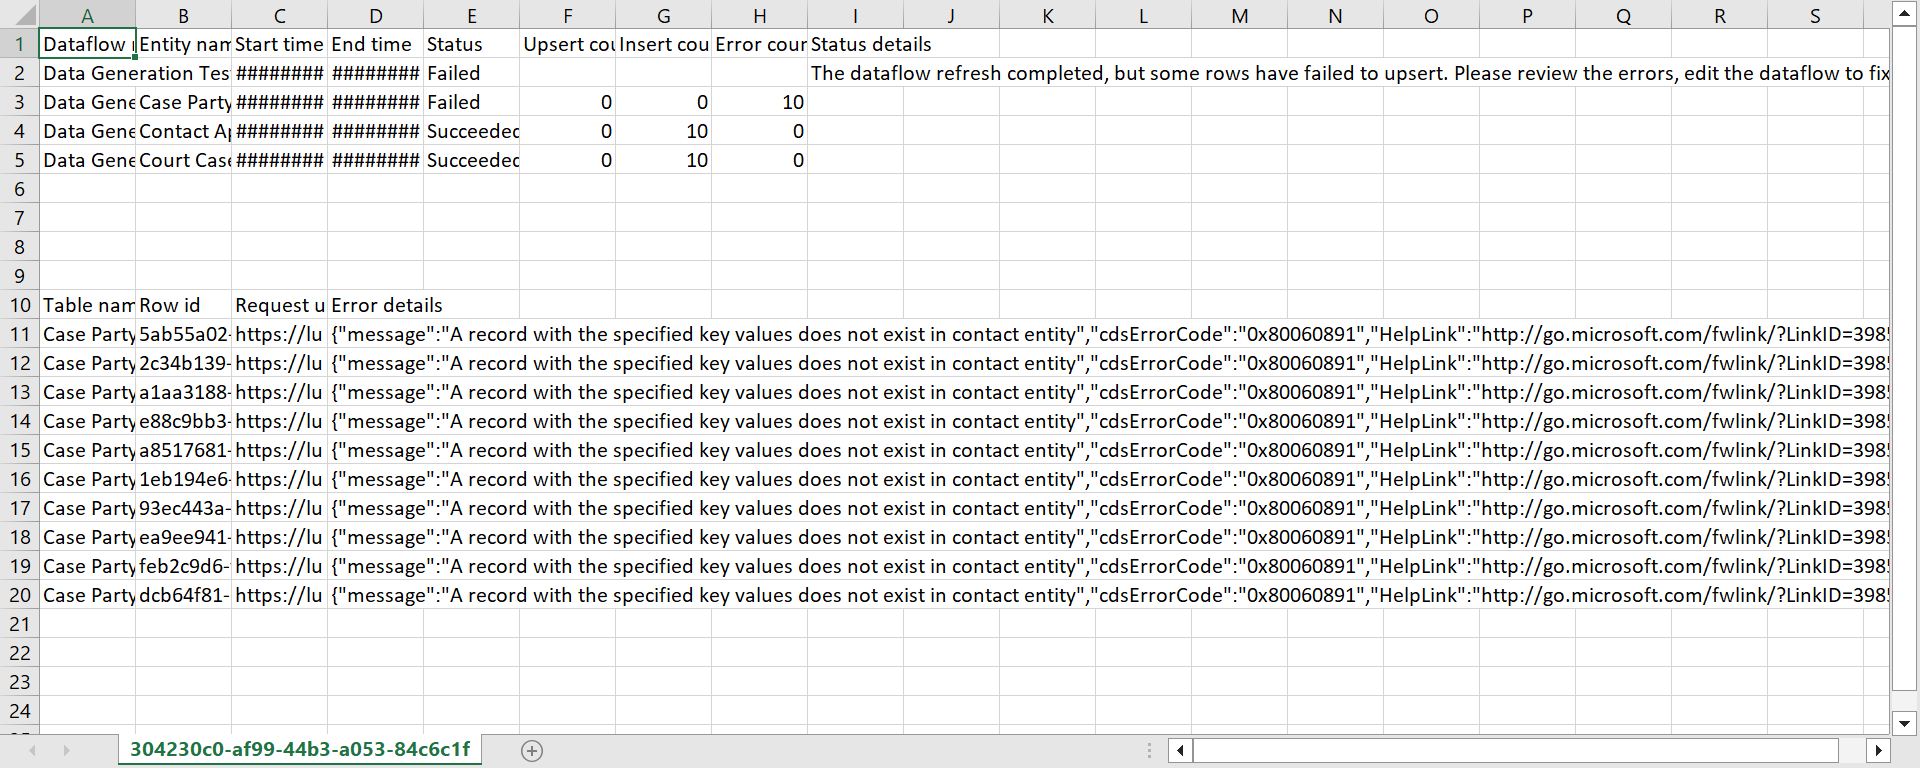 A B C D E F G H I J K L M N O P Q R S
1 Dataflow Entity nam Start time End time Status Upsert cou Insert cou Error cour Status details
2 Data Generation Tes ######## ######## Failed The dataflow refresh completed, but some rows have failed to upsert. Please review the errors, edit the dataflow to fix
3 Data Gene Case Party ######## ######## Failed 0 0 10
4 Data Gene Contact Ap ######## ######## Succeeded 0 10 0
5 Data Gene Court Case ######## ######## Succeeded 0 10 0
6
7
8
9
10 Table nam Row id Request u Error details
11 Case Party 5ab55a02- https://lu {"message":"A record with the specified key values does not exist in contact entity","cdsErrorCode":"0x80060891","HelpLink":"http://go.microsoft.com/fwlink/?LinkID=398
12 Case Party 2c34b139- https://lu {"message":"A record with the specified key values does not exist in contact entity","cdsErrorCode":"0x80060891","HelpLink":"http://go.microsoft.com/fwlink/?LinkID=398
13 Case Party a1aa3188- https://lu {"message":"A record with the specified key values does not exist in contact entity","cdsErrorCode":"0x80060891","HelpLink":"http://go.microsoft.com/fwlink/?LinkID=398
14 Case Party e88c9bb3- https://lu {"message":"A record with the specified key values does not exist in contact entity","cdsErrorCode":"0x80060891","HelpLink":"http://go.microsoft.com/fwlink/?LinkID=398
15 Case Party a8517681- https://lu {"message":"A record with the specified key values does not exist in contact entity","cdsErrorCode":"0x80060891","HelpLink":"http://go.microsoft.com/fwlink/?LinkID=398
16 Case Party 1eb194e6- https://lu {"message":"A record with the specified key values does not exist in contact entity","cdsErrorCode":"0x80060891","HelpLink":"http://go.microsoft.com/fwlink/?LinkID=398
17 Case Party 93ec443a- https://lu {"message":"A record with the specified key values does not exist in contact entity","cdsErrorCode":"0x80060891","HelpLink":"http://go.microsoft.com/fwlink/?LinkID=398
18 Case Party ea9ee941- https://lu {"message":"A record with the specified key values does not exist in contact entity","cdsErrorCode":"0x80060891","HelpLink":"http://go.microsoft.com/fwlink/?LinkID=398
19 Case Party feb2c9d6- https://lu {"message":"A record with the specified key values does not exist in contact entity","cdsErrorCode":"0x80060891","HelpLink":"http://go.microsoft.com/fwlink/?LinkID=398
20 Case Party dcb64f81- https://lu {"message":"A record with the specified key values does not exist in contact entity","cdsErrorCode":"0x80060891","HelpLink":"http://go.microsoft.com/fwlink/?LinkID=398
21
22
23
24
304230c0-af99-44b3-a053-84c6c1f